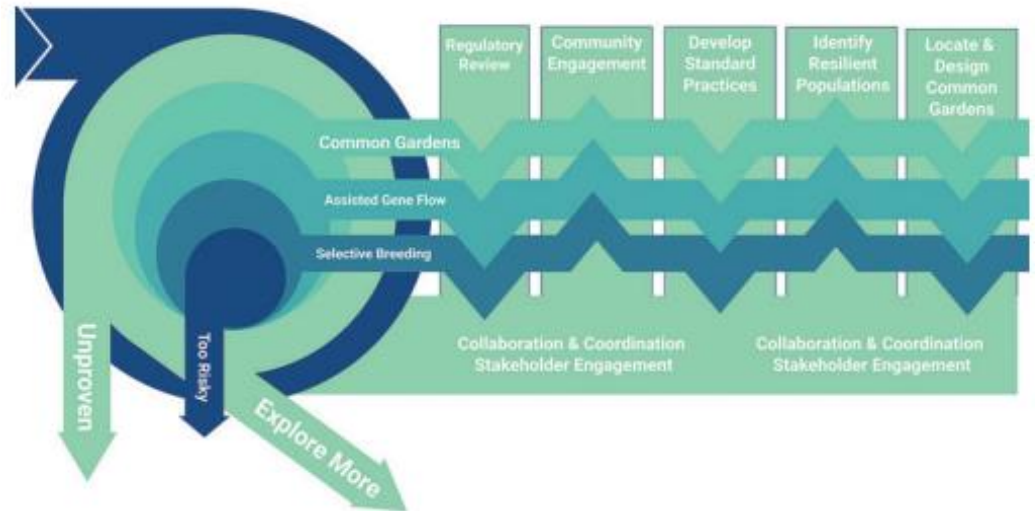 Regulatory
Review
Community
Engagement
Develop
Standard
Practices
Identify
Resilient
Populations
Locate &
Design
Common
Gardens
Common Gardens
Assisted Gene Flow
Selective Breeding
Unproven
Too Risky
Explore More
Collaboration & Coordination
Stakeholder Engagement
Collaboration & Coordination
Stakeholder Engagement